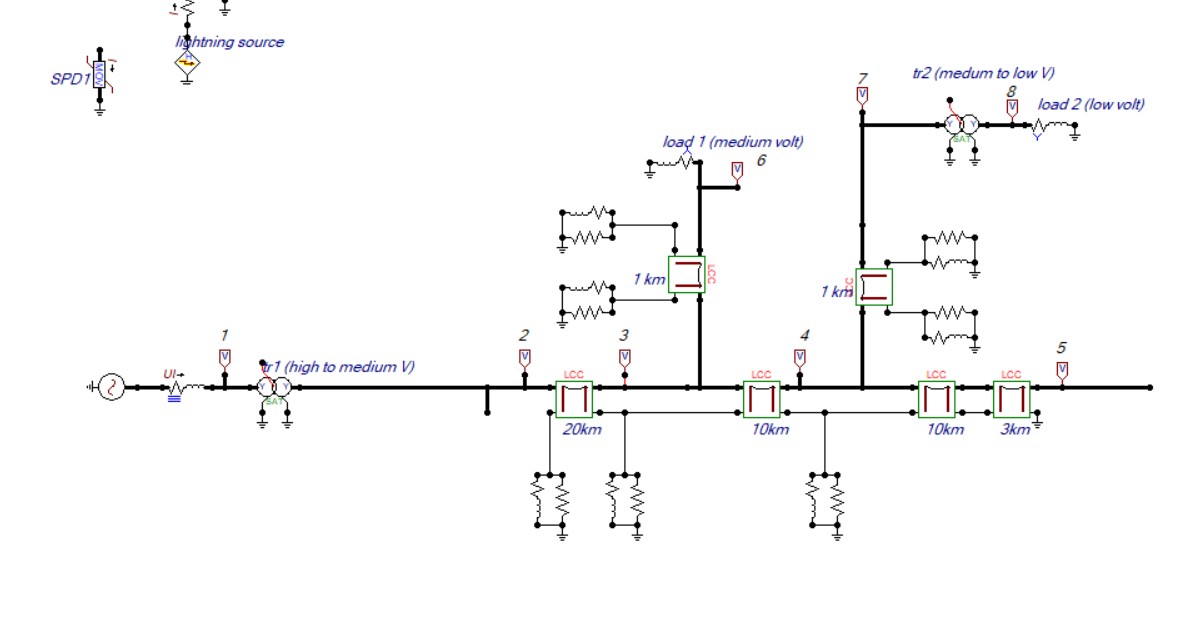 I
lightning source
H
SPD1
MOV
I
7
V
tr2 (medum to low V)
8
V
load 2 (low volt)
Y Y
SAT
Y
load 1 (medium volt)
Y
V
6
1 km
LCC
1 km
LCC
1
V
UI
tr1 (high to medium V)
Y Y
SAT
2
V
3
V
4
V
5
V
LCC
LCC
LCC
LCC
20km
10km
10km
3km